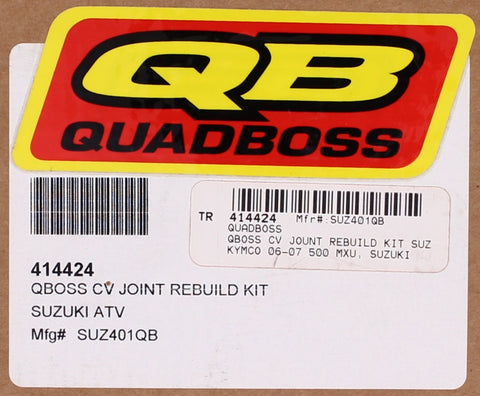 QB
QUADBOSS
TR 414424 Mfr# SUZ401QB
QUADBOSS
QBOSS CV JOUNT REBUILD KIT SUZ
KYMCO 06-07 500 MXU, SUZUKI
414424
QBOSS CV JOINT REBUILD KIT
SUZUKI ATV
Mfg# SUZ401QB